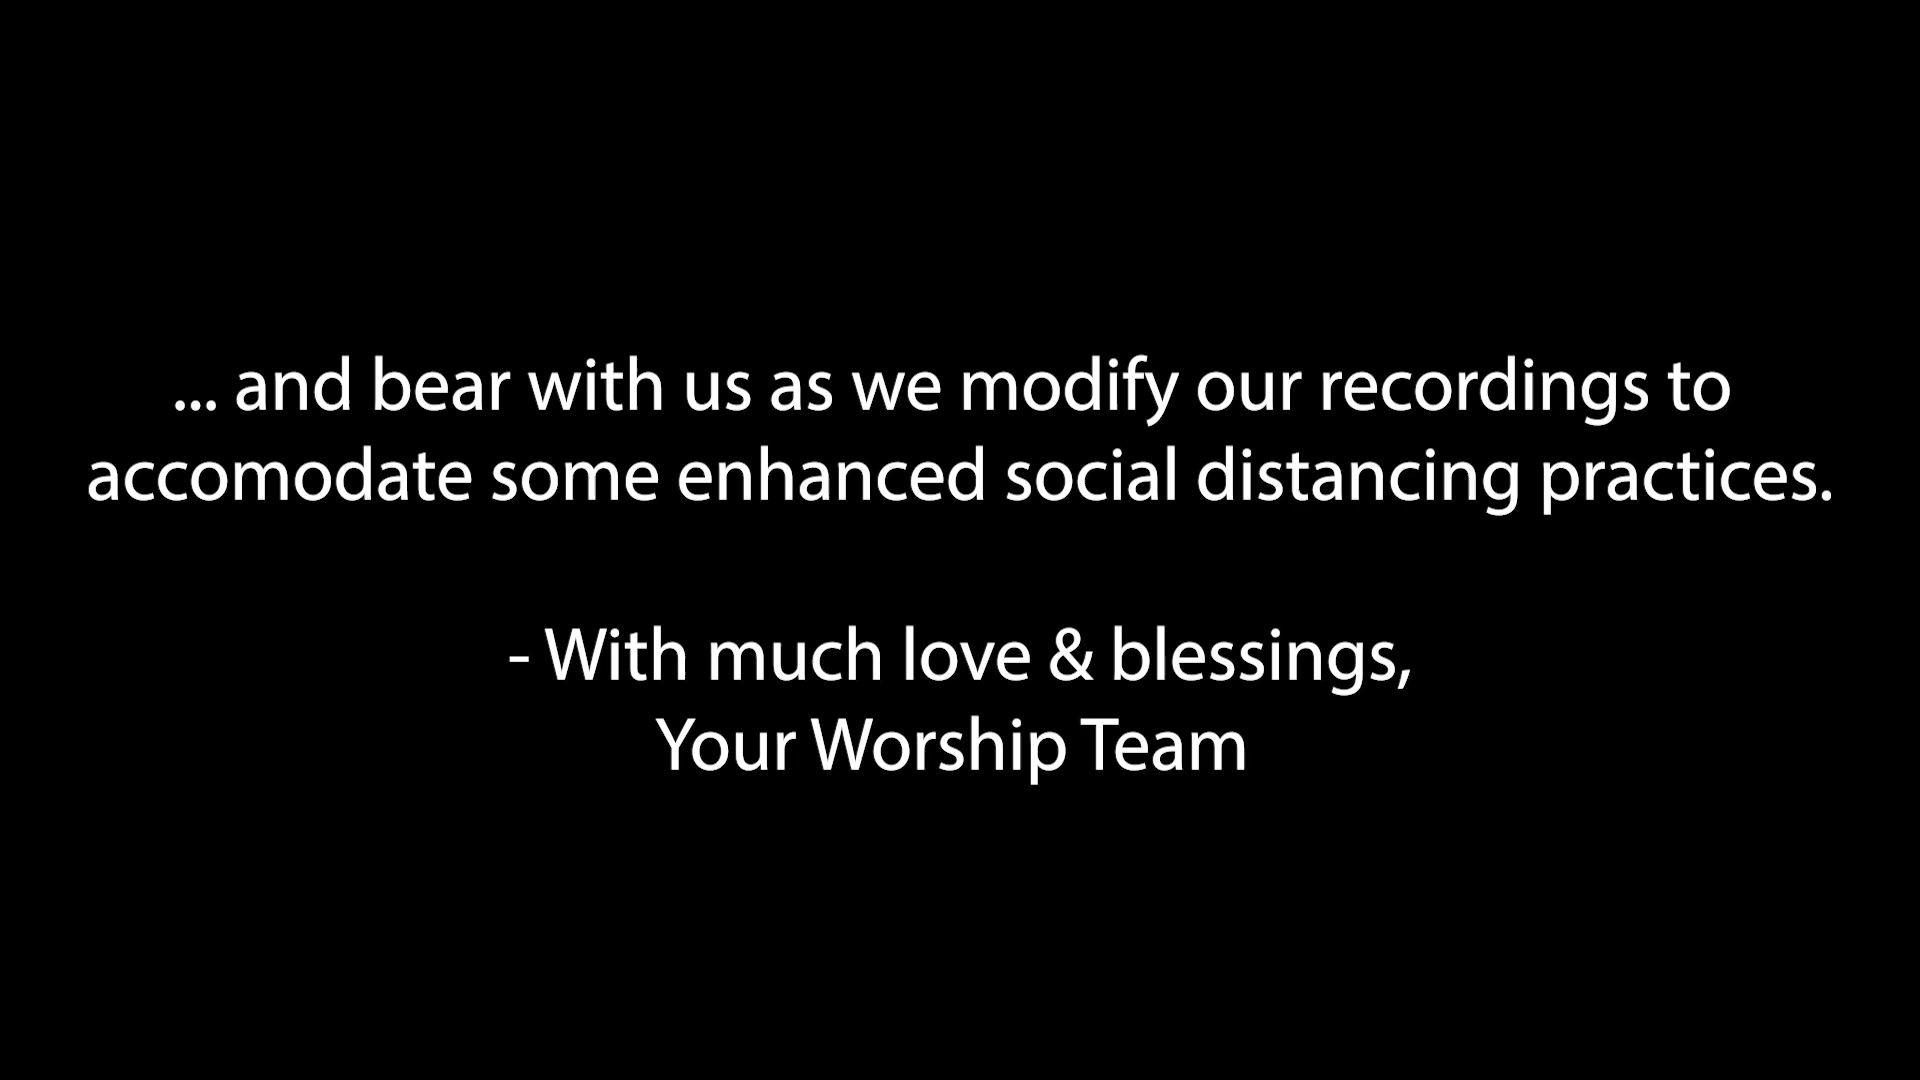 ... and bear with us as we modify our recordings to
accomodate some enhanced social distancing practices.
- With much love & blessings,
Your Worship Team